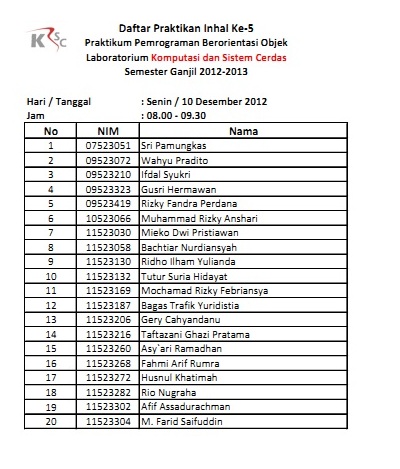 KSC
Daftar Praktikan Inhal Ke-5
Praktikum Pemrograman Berorientasi Objek
Laboratorium Komputasi dan Sistem Cerdas
Semester Ganjil 2012-2013
Hari / Tanggal : Senin / 10 Desember 2012
Jam : 08.00 - 09.30
No NIM Nama
1 07523051 Sri Pamungkas
2 09523072 Wahyu Pradito
3 09523210 Ifdal Syukri
4 09523323 Gusri Hermawan
5 09523419 Rizky Fandra Perdana
6 10523066 Muhammad Rizky Anshari
7 11523030 Mieko Dwi Pristiawan
8 11523058 Bachtiar Nurdiansyah
9 11523130 Ridho Ilham Yulianda
10 11523132 Tutur Suria Hidayat
11 11523169 Mochamad Rizky Febriansya
12 11523187 Bagas Trafik Yuridistia
13 11523206 Gery Cahyandanu
14 11523216 Taftazani Ghazi Pratama
15 11523260 Asy`ari Ramadhan
16 11523268 Fahmi Arif Rumra
17 11523272 Husnul Khatimah
18 11523282 Rio Nugraha
19 11523302 Afif Assadurachman
20 11523304 M. Farid Saifuddin